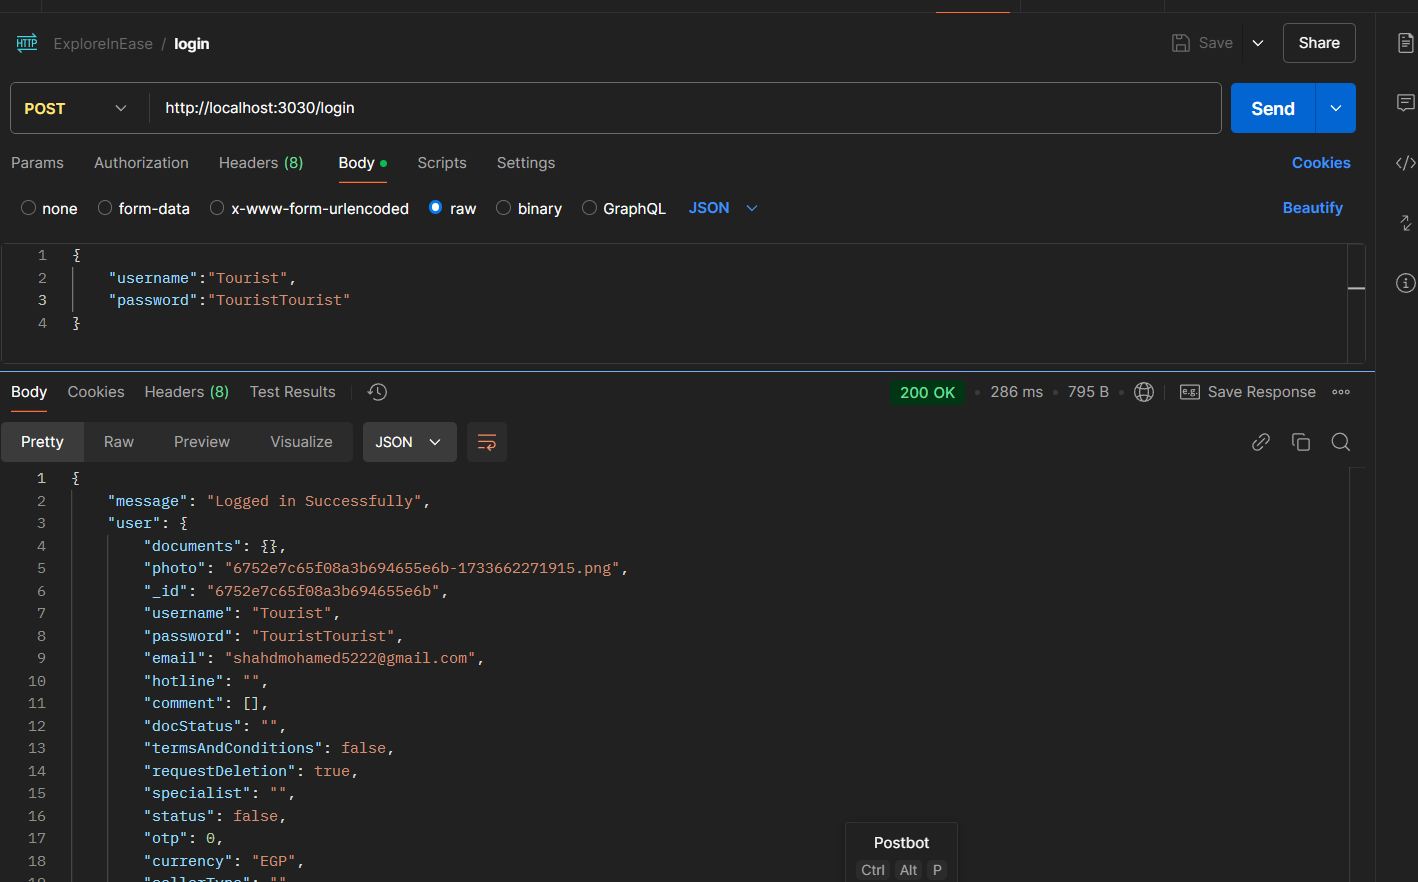 HTTP ExploreInEase / login Save Share
POST http://localhost:3030/login Send
Params Authorization Headers (8) Body Scripts Settings Cookies
none form-data x-www-form-urlencoded raw binary GraphQL JSON Beautify
1 {
2 "username":"Tourist",
3 "password":"TouristTourist"
4 }
Body Cookies Headers (8) Test Results 200 OK 286 ms 795 B e.g. Save Response
Pretty Raw Preview Visualize JSON
1 {
2 "message": "Logged in Successfully",
3 "user": {
4 "documents": {},
5 "photo": "6752e7c65f08a3b694655e6b-1733662271915.png",
6 "_id": "6752e7c65f08a3b694655e6b",
7 "username": "Tourist",
8 "password": "TouristTourist",
9 "email": "shahdmohamed5222@gmail.com",
10 "hotline": "",
11 "comment": [],
12 "docStatus": "",
13 "termsAndConditions": false,
14 "requestDeletion": true,
15 "specialist": "",
16 "status": false,
17 "otp": 0,
18 "currency": "EGP",
Postbot
Ctrl Alt P